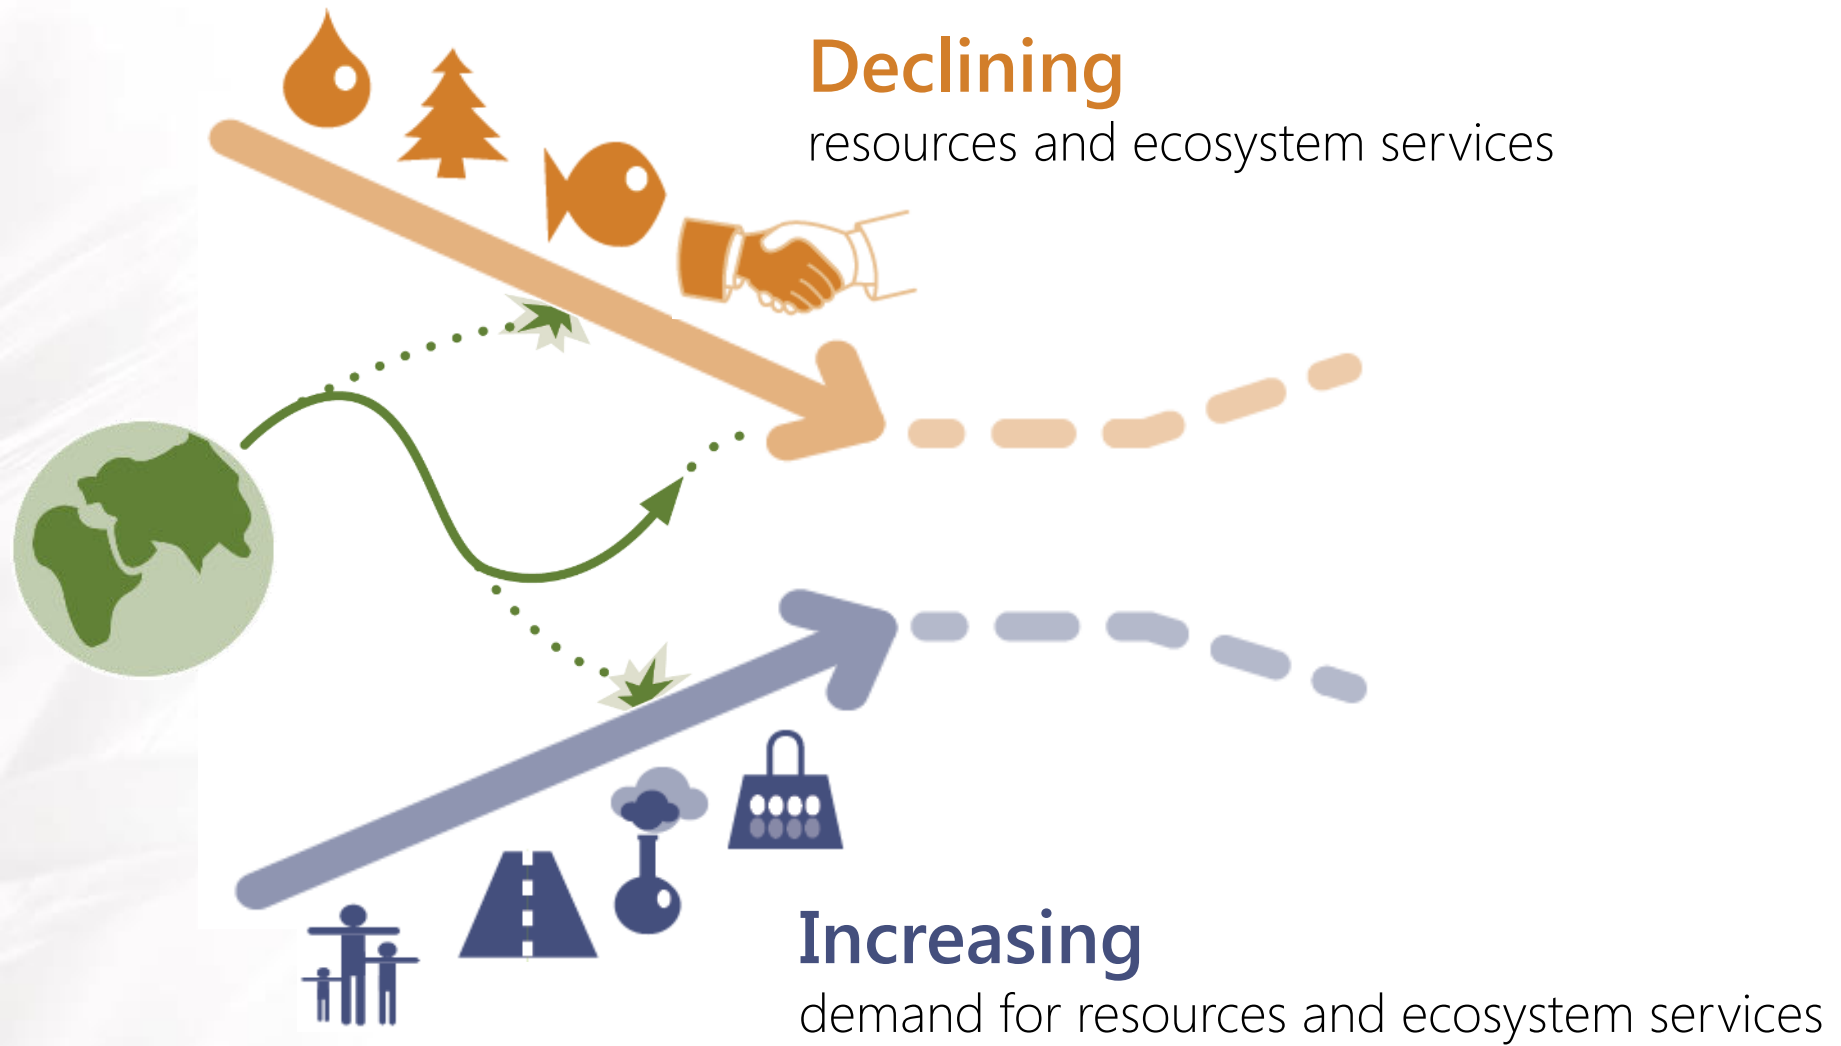 Declining
resources and ecosystem services
Increasing
demand for resources and ecosystem services